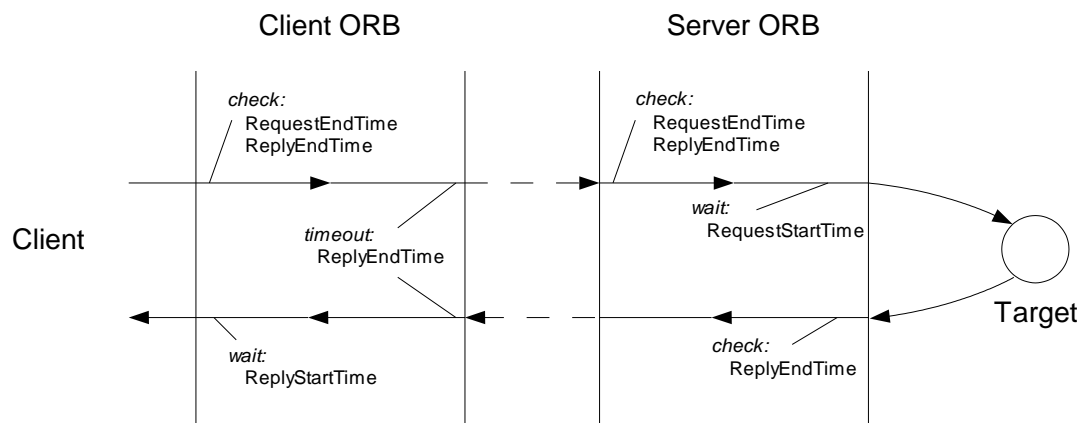 Client ORB
Server ORB
check:
RequestEndTime
ReplyEndTime
check:
RequestEndTime
ReplyEndTime
wait:
RequestStartTime
timeout:
ReplyEndTime
Client
Target
wait:
ReplyStartTime
check:
ReplyEndTime